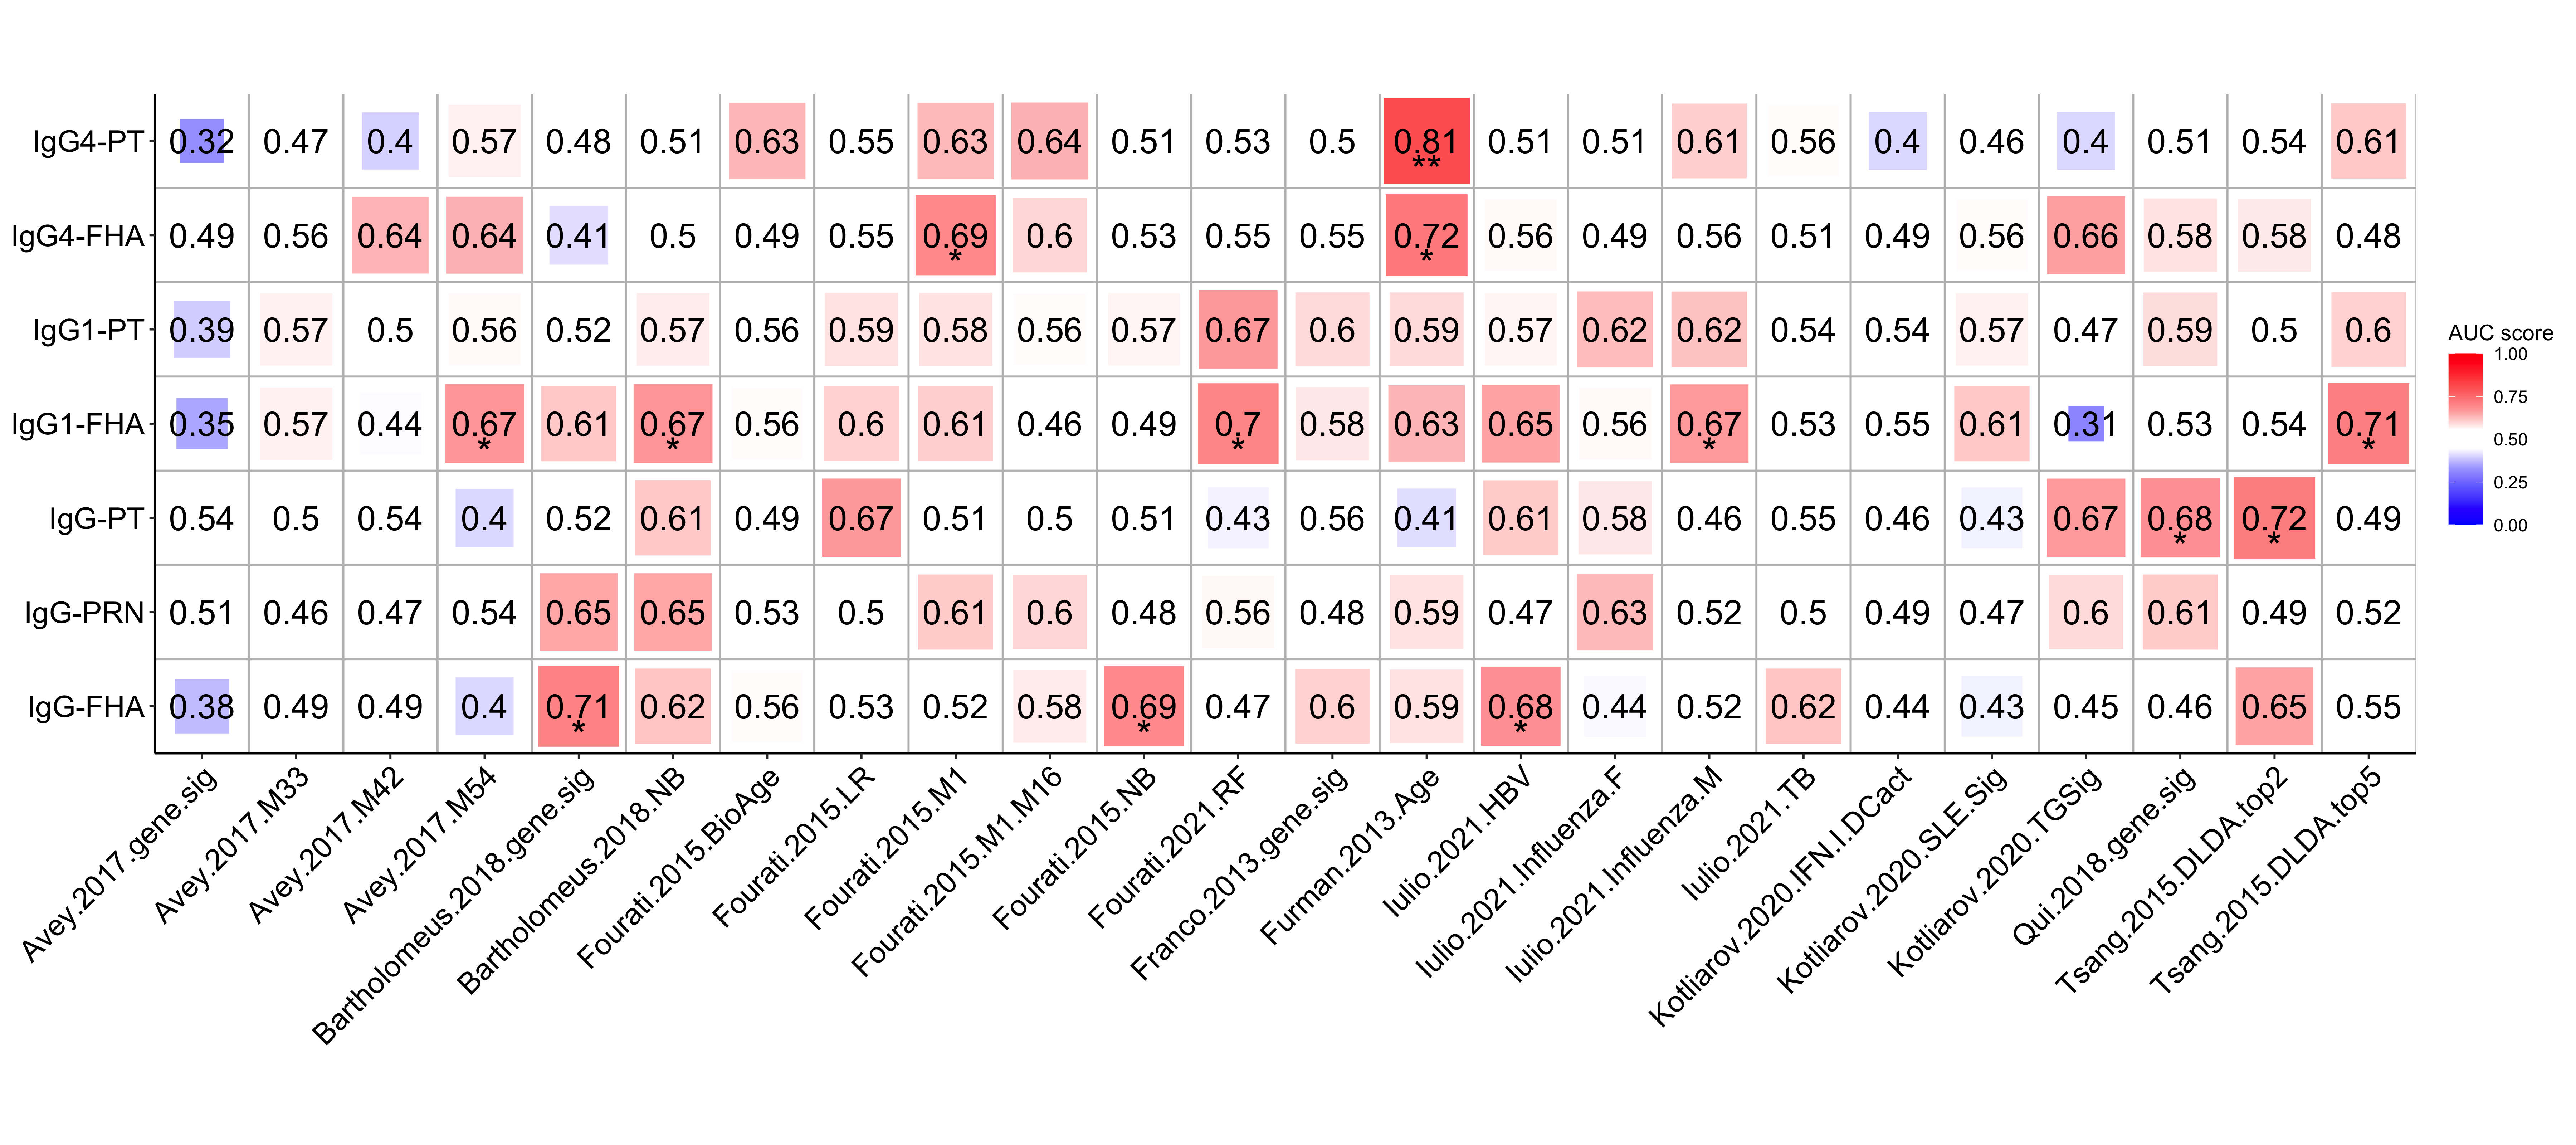 IgG4-PT 0.32 0.47 0.4 0.57 0.48 0.51 0.63 0.55 0.63 0.64 0.51 0.53 0.5 0.81 0.51 0.51 0.61 0.56 0.4 0.46 0.4 0.51 0.54 0.61
**
IgG4-FHA 0.49 0.56 0.64 0.64 0.41 0.5 0.49 0.55 0.69 0.6 0.53 0.55 0.55 0.72 0.56 0.49 0.56 0.51 0.49 0.56 0.66 0.58 0.58 0.48
* *
IgG1-PT 0.39 0.57 0.5 0.56 0.52 0.57 0.56 0.59 0.58 0.56 0.57 0.67 0.6 0.59 0.57 0.62 0.62 0.54 0.54 0.57 0.47 0.59 0.5 0.6
IgG1-FHA 0.35 0.57 0.44 0.67 0.61 0.67 0.56 0.6 0.61 0.46 0.49 0.7 0.58 0.63 0.65 0.56 0.67 0.53 0.55 0.61 0.31 0.53 0.54 0.71
* * * * *
IgG-PT 0.54 0.5 0.54 0.4 0.52 0.61 0.49 0.67 0.51 0.5 0.51 0.43 0.56 0.41 0.61 0.58 0.46 0.55 0.46 0.43 0.67 0.68 0.72 0.49
* *
IgG-PRN 0.51 0.46 0.47 0.54 0.65 0.65 0.53 0.5 0.61 0.6 0.48 0.56 0.48 0.59 0.47 0.63 0.52 0.5 0.49 0.47 0.6 0.61 0.49 0.52
IgG-FHA 0.38 0.49 0.49 0.4 0.71 0.62 0.56 0.53 0.52 0.58 0.69 0.47 0.6 0.59 0.68 0.44 0.52 0.62 0.44 0.43 0.45 0.46 0.65 0.55
* * *
Avey.2017.gene.sig
Avey.2017.M33
Avey.2017.M42
Avey.2017.M54
Bartholomeus.2018.gene.sig
Bartholomeus.2018.NB
Fourati.2015.BioAge
Fourati.2015.LR
Fourati.2015.M1
Fourati.2015.M1.M16
Fourati.2015.NB
Fourati.2021.RF
Franco.2013.gene.sig
Furman.2013.Age
Iulio.2021.HBV
Iulio.2021.Influenza.F
Iulio.2021.Influenza.M
Iulio.2021.TB
Kotliarov.2020.IFN.I.DCact
Kotliarov.2020.SLE.Sig
Kotliarov.2020.TGSig
Qui.2018.gene.sig
Tsang.2015.DLDA.top2
Tsang.2015.DLDA.top5
AUC score
1.00
0.75
0.50
0.25
0.00